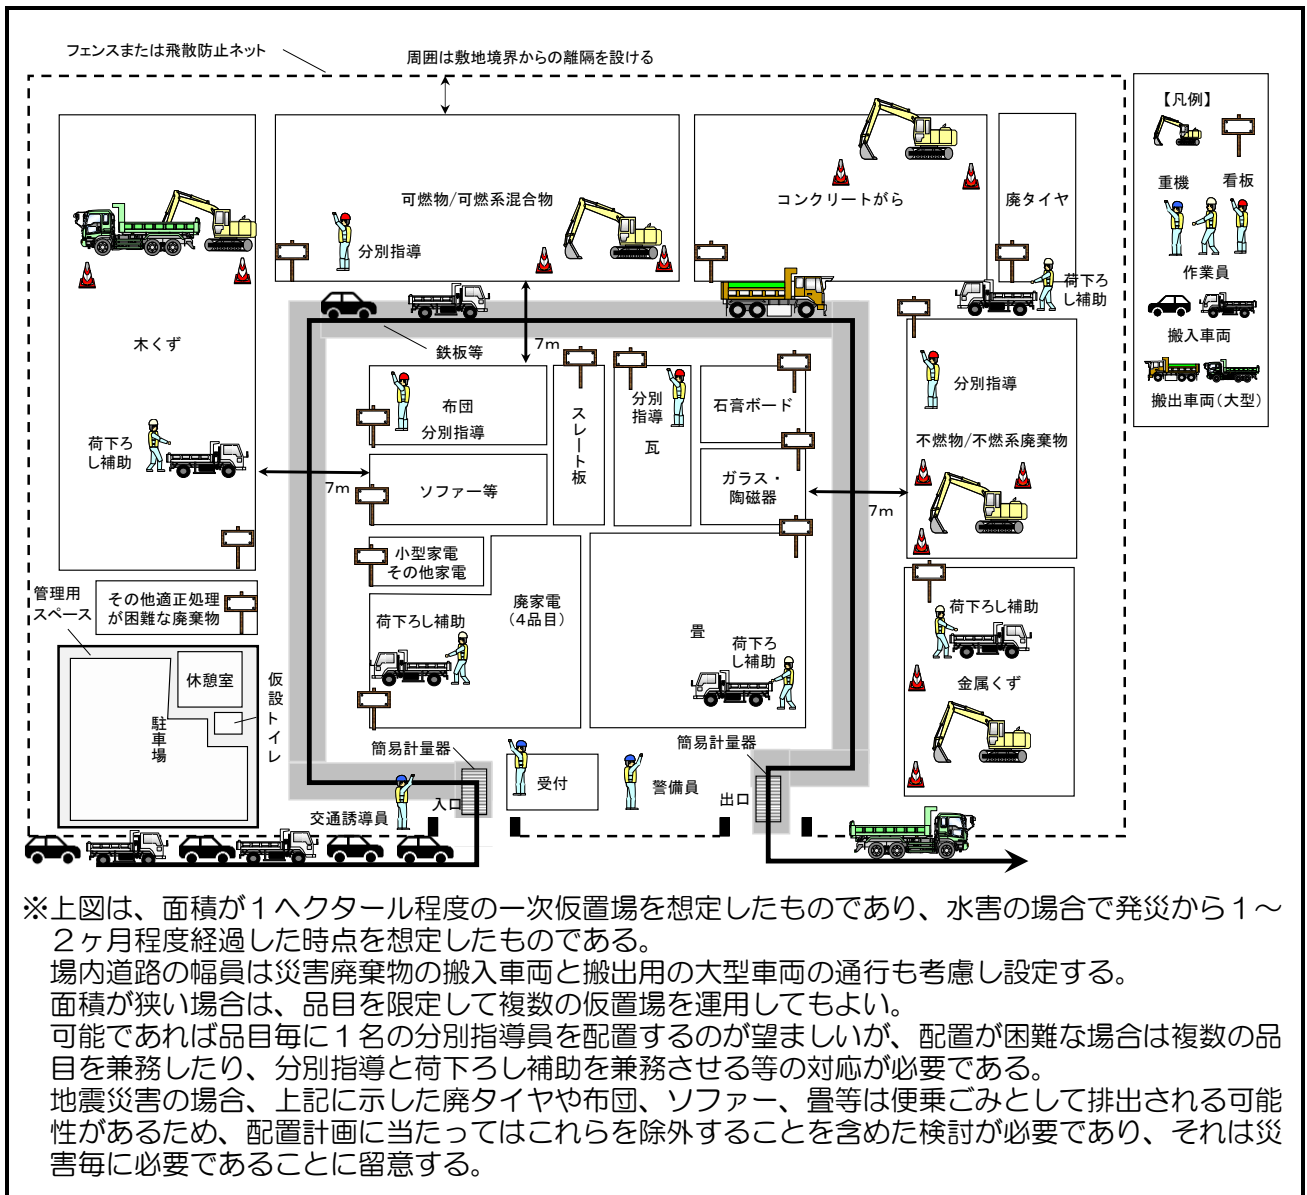 フェンスまたは飛散防止ネット
周囲は敷地境界からの離隔を設ける
【凡例】
重機
看板
作業員
搬入車両
搬出車両(大型)
可燃物/可燃系混合物
分別指導
コンクリートがら
廃タイヤ
荷下ろ
し補助
木くず
鉄板等
7m
布団
分別指導
スレート板
分別
指導
瓦
石膏ボード
分別指導
不燃物/不燃系廃棄物
荷下ろ
し補助
7m
ソファー等
ガラス・
陶磁器
7m
小型家電
その他家電
廃家電
(4品目)
荷下ろし補助
畳
荷下ろ
し補助
荷下ろし補助
金属くず
管理用
スペース
その他適正処理
が困難な廃棄物
休憩室
仮設トイレ
駐車場
簡易計量器
簡易計量器
受付
警備員
入口
出口
交通誘導員
※上図は、面積が1ヘクタール程度の一次仮置場を想定したものであり、水害の場合で発災から1~
2ヶ月程度経過した時点を想定したものである。
場内道路の幅員は災害廃棄物の搬入車両と搬出用の大型車両の通行も考慮し設定する。
面積が狭い場合は、品目を限定して複数の仮置場を運用してもよい。
可能であれば品目毎に1名の分別指導員を配置するのが望ましいが、配置が困難な場合は複数の品
目を兼務したり、分別指導と荷下ろし補助を兼務させる等の対応が必要である。
地震災害の場合、上記に示した廃タイヤや布団、ソファー、畳等は便乗ごみとして排出される可能
性があるため、配置計画に当たってはこれらを除外することを含めた検討が必要であり、それは災
害毎に必要であることに留意する。